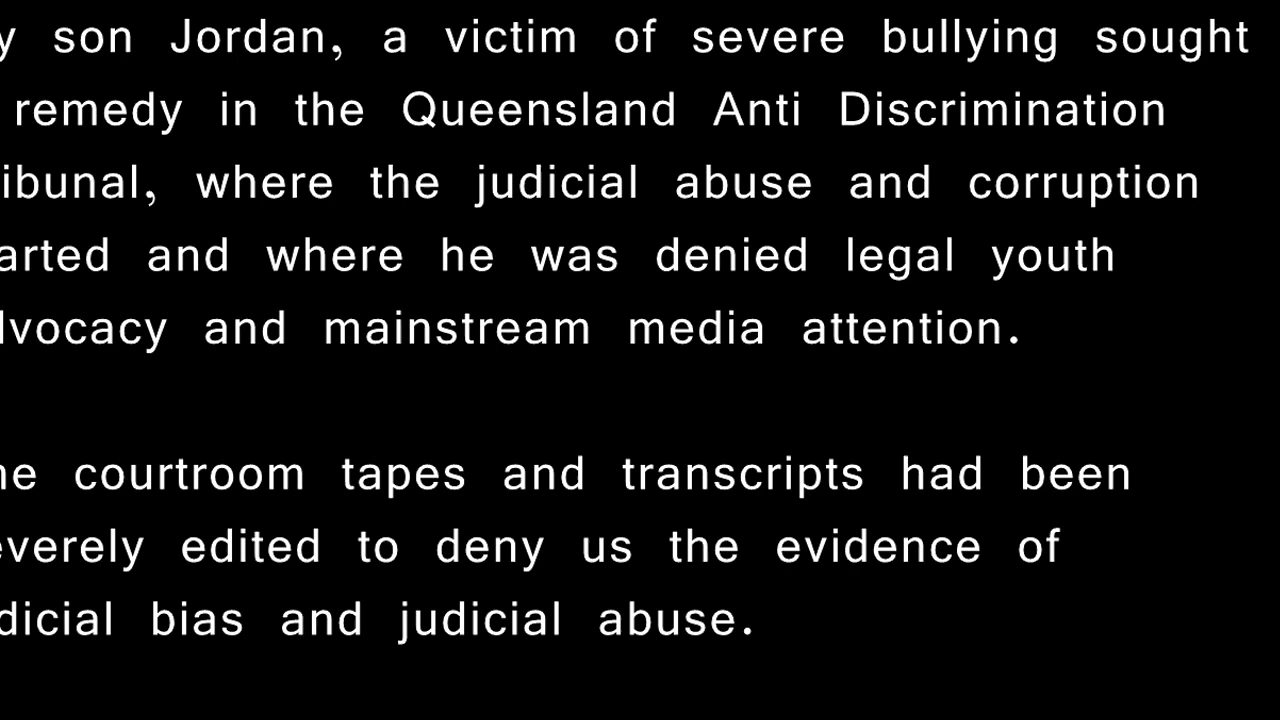 y son Jordan, a victim of severe bullying sought
remedy in the Queensland Anti Discrimination
ibunal, where the judicial abuse and corruption
arted and where he was denied legal youth
dvocacy and mainstream media attention.
he courtroom tapes and transcripts had been
everely edited to deny us the evidence of
dicial bias and judicial abuse.